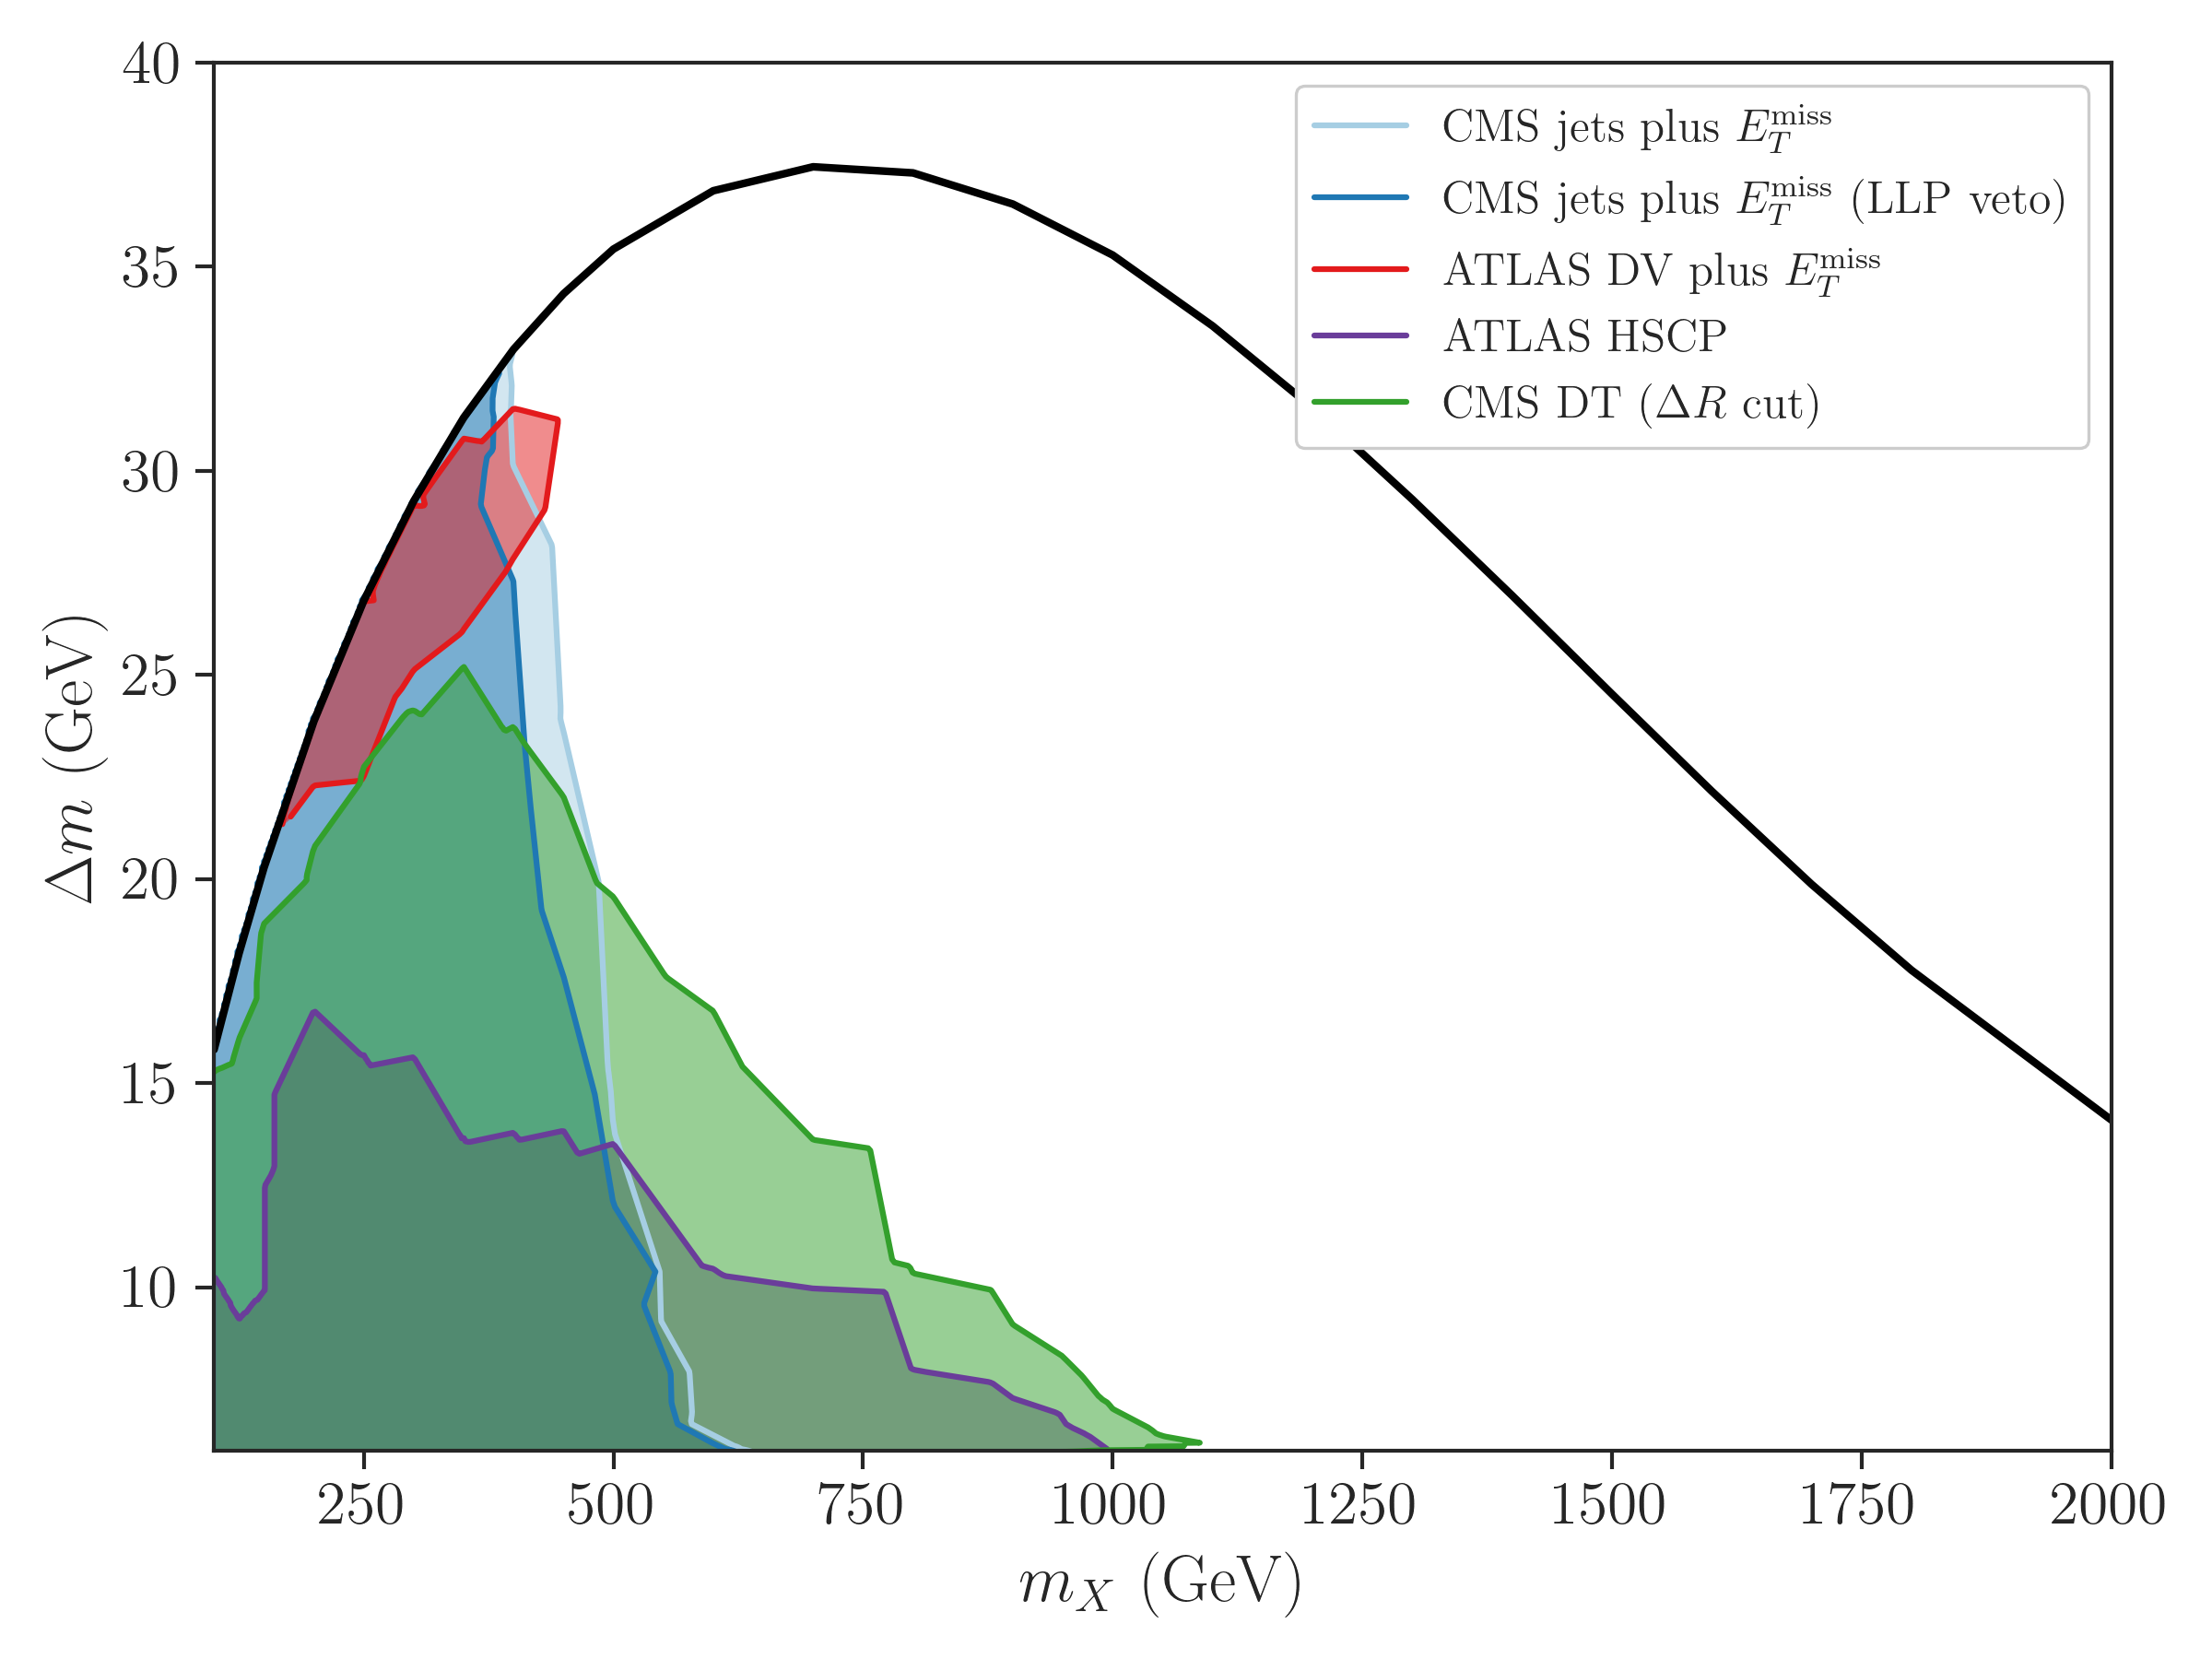 40
35
30
25
20
15
10
Δm (GeV)
CMS jets plus E_T^miss
CMS jets plus E_T^miss (LLP veto)
ATLAS DV plus E_T^miss
ATLAS HSCP
CMS DT (ΔR cut)
250 500 750 1000 1250 1500 1750 2000
m_X (GeV)